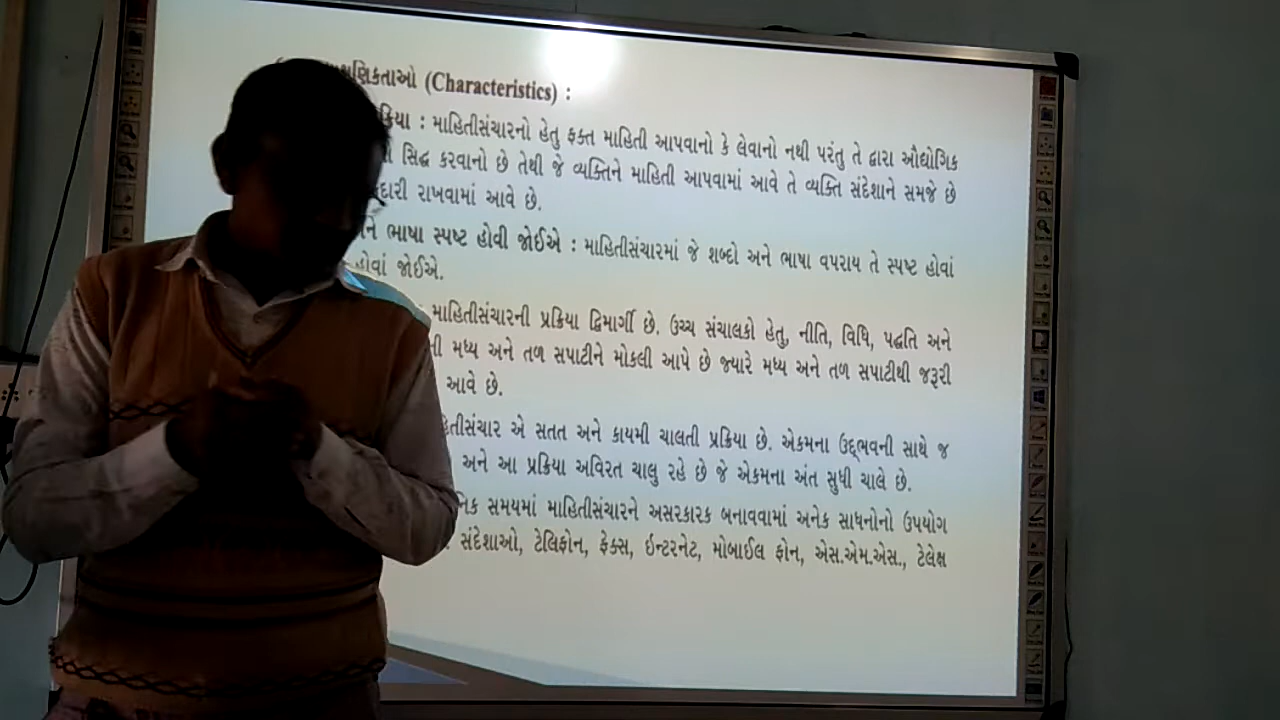 (Characteristics) :
: માહિતીસંચારનો હેતુ ફક્ત માહિતી આપવાનો કે લેવાનો નથી પરંતુ તે દ્વારા ઔદ્યોગિક
સિદ્ધ કરવાનો છે તેથી જે વ્યક્તિને માહિતી આપવામાં આવે તે વ્યક્તિ સંદેશાને સમજે છે
રાખવામાં આવે છે.
ભાષા સ્પષ્ટ હોવી જોઈએ : માહિતીસંચારમાં જે શબ્દો અને ભાષા વપરાય તે સ્પષ્ટ હોવાં
હોવાં જોઈએ.
માહિતીસંચારની પ્રક્રિયા દ્વિમાર્ગી છે. ઉચ્ચ સંચાલકો હેતુ, નીતિ, વિધિ, પદ્ધતિ અને
મધ્ય અને તળ સપાટીને મોકલી આપે છે જ્યારે મધ્ય અને તળ સપાટીથી જરૂરી
આવે છે.
એ સતત અને કાયમી ચાલતી પ્રક્રિયા છે. એકમના ઉદ્ભવની સાથે જ
અને આ પ્રક્રિયા અવિરત ચાલુ રહે છે જે એકમના અંત સુધી ચાલે છે.
સમયમાં માહિતીસંચારને અસરકારક બનાવવામાં અનેક સાધનોનો ઉપયોગ
સંદેશાઓ, ટેલિફોન, ફેક્સ, ઇન્ટરનેટ, મોબાઈલ ફોન, એસ.એમ.એસ., ટેલેક્ષ